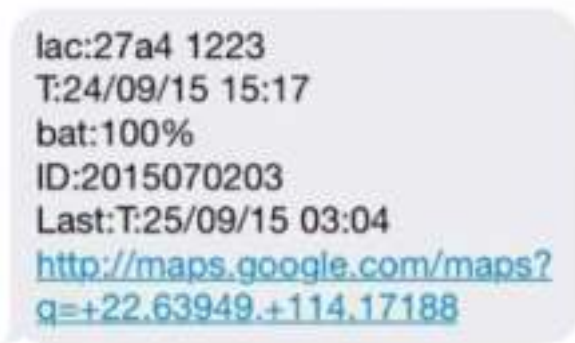 lac:27a4 1223
T:24/09/15 15:17
bat:100%
ID:2015070203
Last:T:25/09/15 03:04
http://maps.google.com/maps?
q=+22.63949,+114.17188